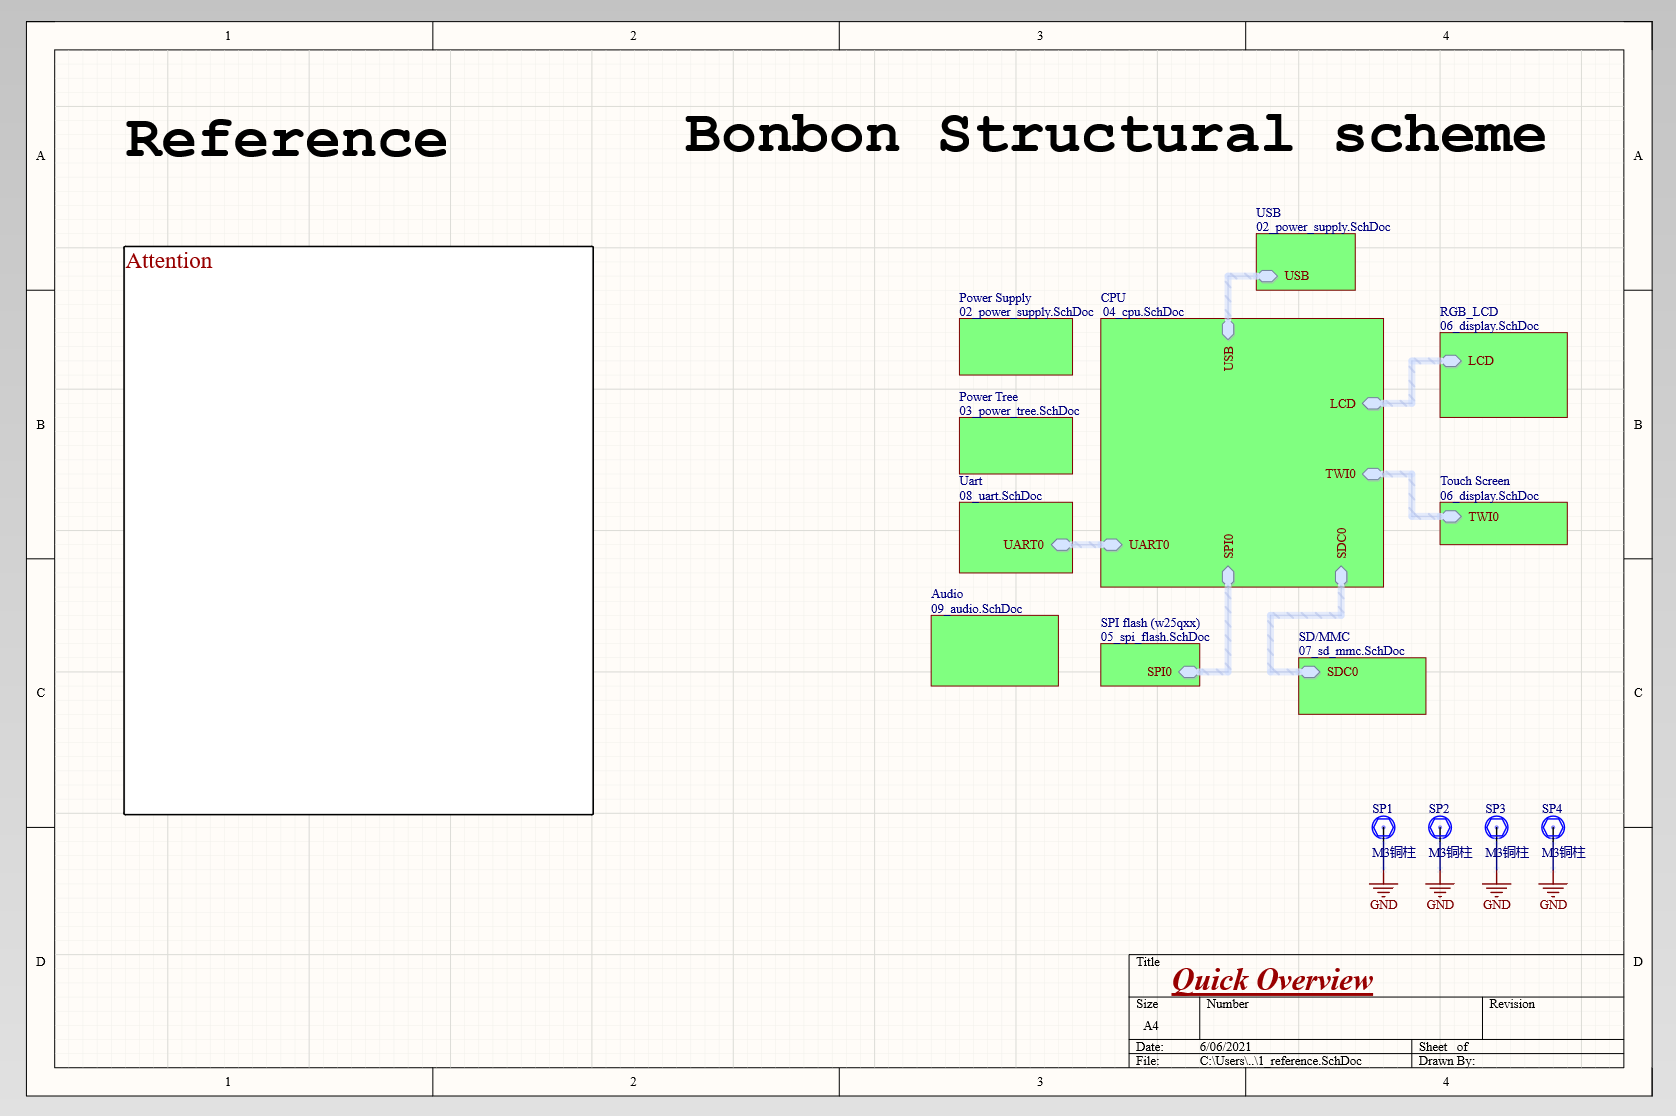 1 2 3 4
A A
Reference
Bonbon Structural scheme
Attention
USB
02_power_supply.SchDoc
USB
Power Supply
02_power_supply.SchDoc
CPU
04_cpu.SchDoc
USB
LCD
TWI0
UART0
SPI0
SDC0
RGB_LCD
06_display.SchDoc
LCD
Power Tree
03_power_tree.SchDoc
B B
Uart
08_uart.SchDoc
UART0
Touch Screen
06_display.SchDoc
TWI0
Audio
09_audio.SchDoc
SPI flash (w25qxx)
05_spi_flash.SchDoc
SPI0
SD/MMC
07_sd_mmc.SchDoc
SDC0
C C
SP1 SP2 SP3 SP4
M3铜柱 M3铜柱 M3铜柱 M3铜柱
GND GND GND GND
D D
Title
Quick Overview
Size Number Revision
A4
Date: 6/06/2021 Sheet of
File: C:\Users\..\1_reference.SchDoc Drawn By:
1 2 3 4